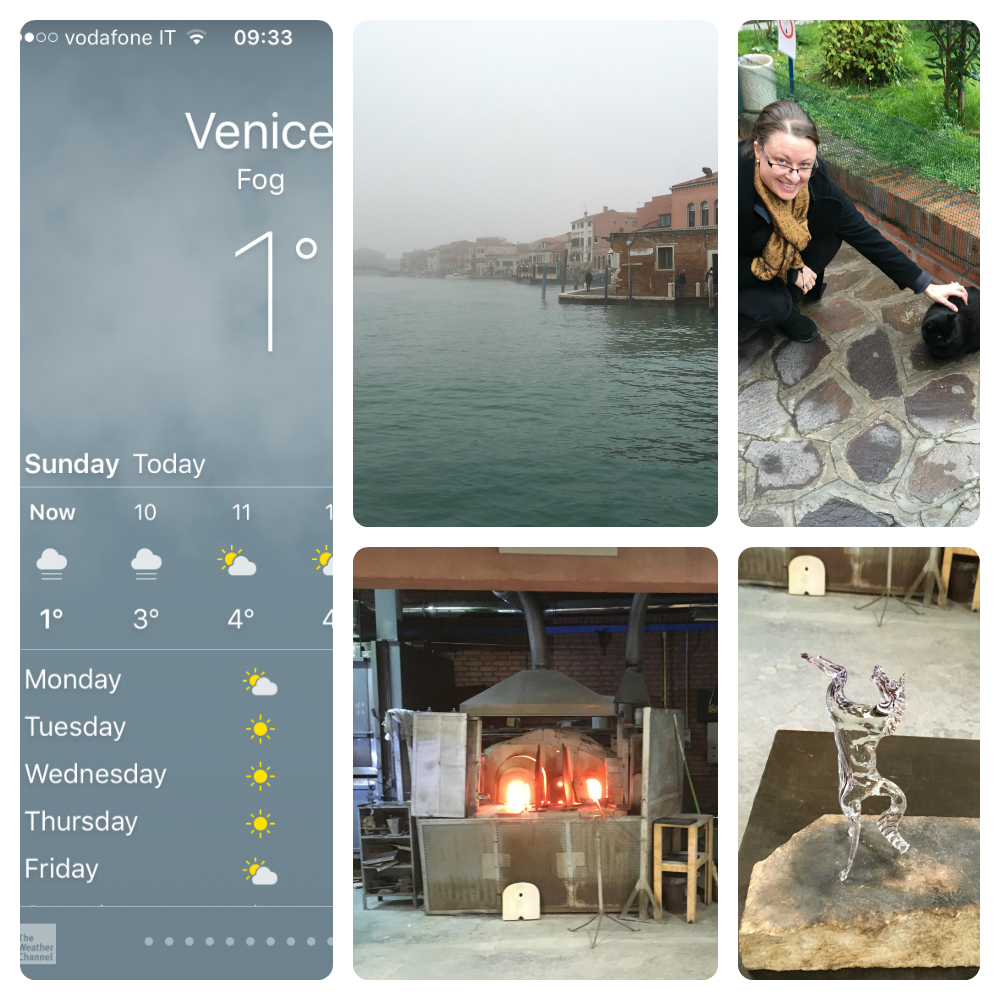 vodafone IT 09:33
Venice
Fog
1°
Sunday Today
Now 10 11 1
1° 3° 4° 4
Monday
Tuesday
Wednesday
Thursday
Friday
The
Weather
Channel